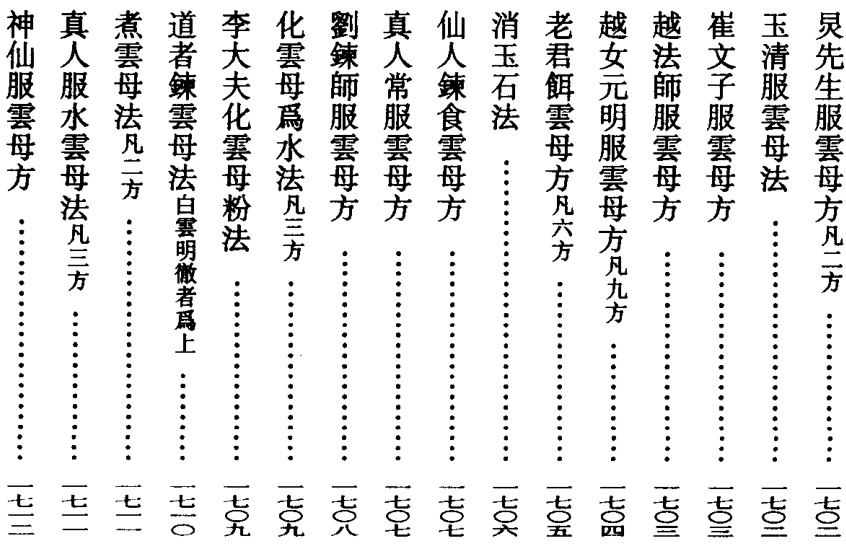 炅先生服雲母方凡二方……………一七〇二
玉清服雲母法……………一七〇二
崔文子服雲母方……………一七〇三
越法師服雲母方……………一七〇三
越女元明服雲母方凡九方……………一七〇四
老君餌雲母方凡六方……………一七〇五
消玉石法……………一七〇六
仙人鍊食雲母方……………一七〇七
真人常服雲母方……………一七〇七
劉鍊師服雲母方……………一七〇八
化雲母爲水法凡三方……………一七〇九
李大夫化雲母粉法……………一七〇九
道者鍊雲母法白雲明徹者爲上……………一七一〇
煮雲母法凡二方……………一七一一
真人服水雲母法凡三方……………一七一一
神仙服雲母方……………一七一二